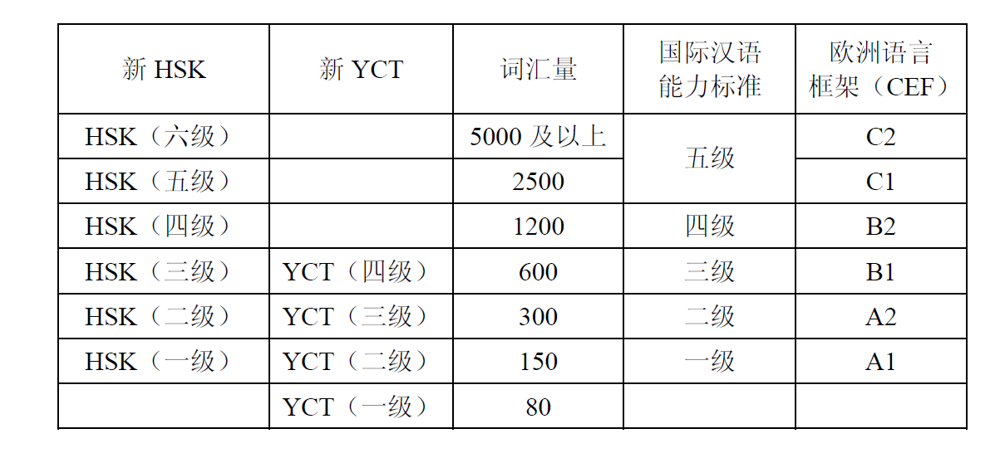 新 HSK 新 YCT 词汇量 国际汉语能力标准 欧洲语言框架（CEF）
HSK（六级） 5000 及以上 五级 C2
HSK（五级） 2500 C1
HSK（四级） 1200 四级 B2
HSK（三级） YCT（四级） 600 三级 B1
HSK（二级） YCT（三级） 300 二级 A2
HSK（一级） YCT（二级） 150 一级 A1
YCT（一级） 80